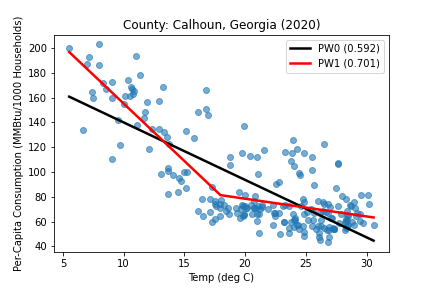 County: Calhoun, Georgia (2020)
PW0 (0.592)
PW1 (0.701)
Per-Capita Consumption (MMBtu/1000 Households)
200
180
160
140
120
100
80
60
40
5 10 15 20 25 30
Temp (deg C)